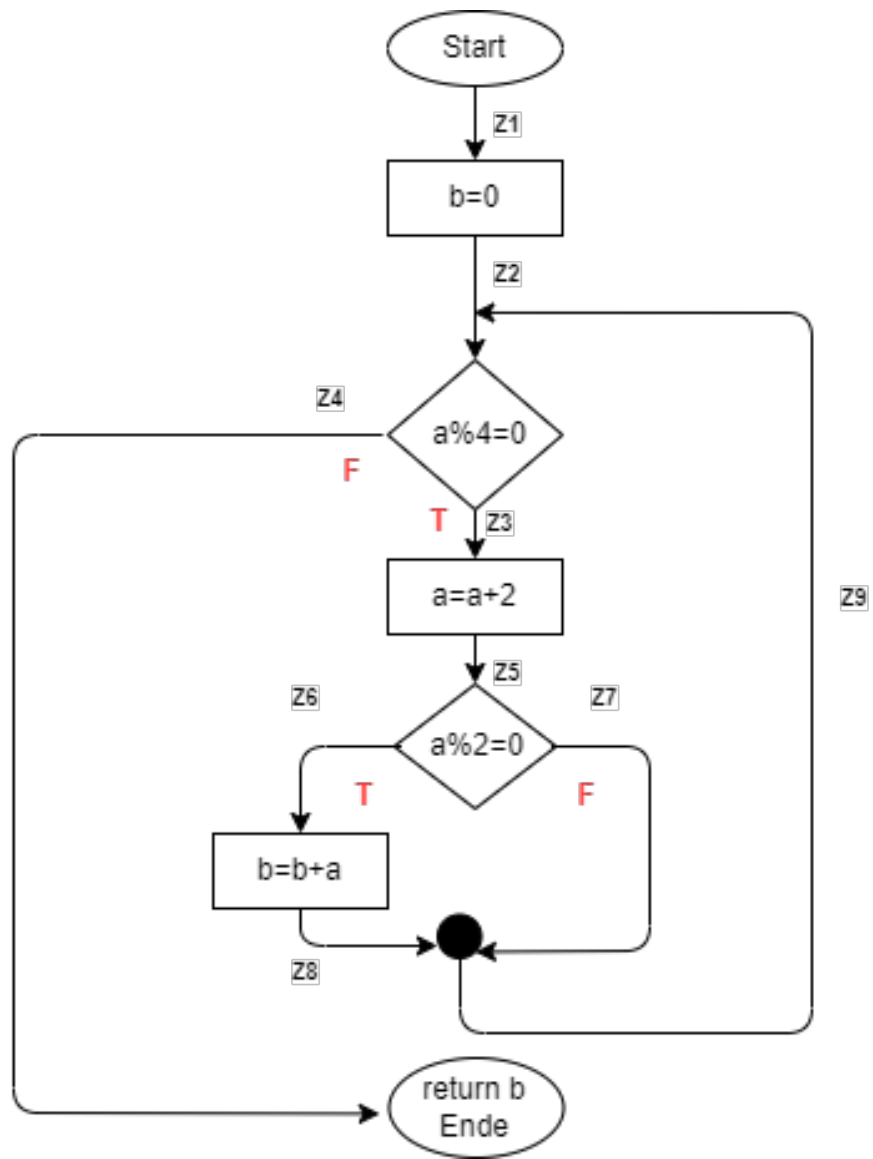 Start
Z1
b=0
Z2
Z4
a%4=0
F
T
Z3
a=a+2
Z9
Z5
Z6
Z7
a%2=0
T
F
b=b+a
Z8
return b
Ende